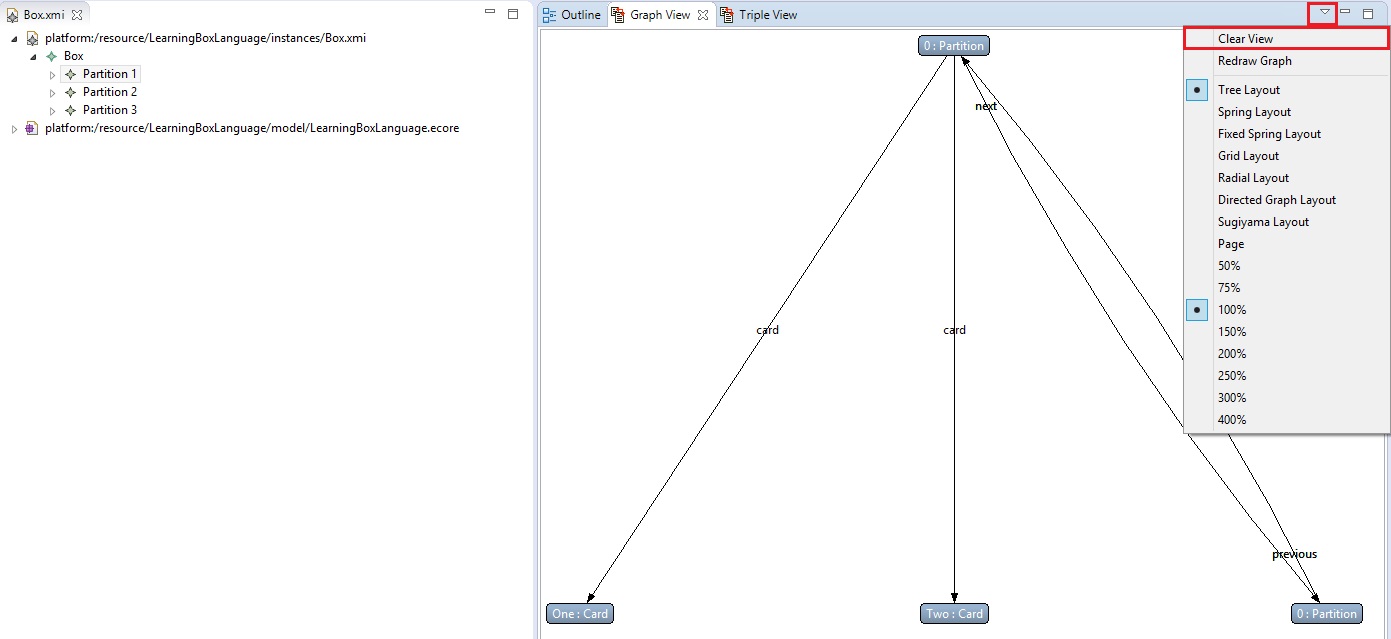 Box.xmi
platform:/resource/LearningBoxLanguage/instances/Box.xmi
Box
Partition 1
Partition 2
Partition 3
platform:/resource/LearningBoxLanguage/model/LearningBoxLanguage.ecore
Outline Graph View Triple View
0 : Partition
next
card
card
previous
One : Card
Two : Card
0 : Partition
Clear View
Redraw Graph
Tree Layout
Spring Layout
Fixed Spring Layout
Grid Layout
Radial Layout
Directed Graph Layout
Sugiyama Layout
Page
50%
75%
100%
150%
200%
250%
300%
400%